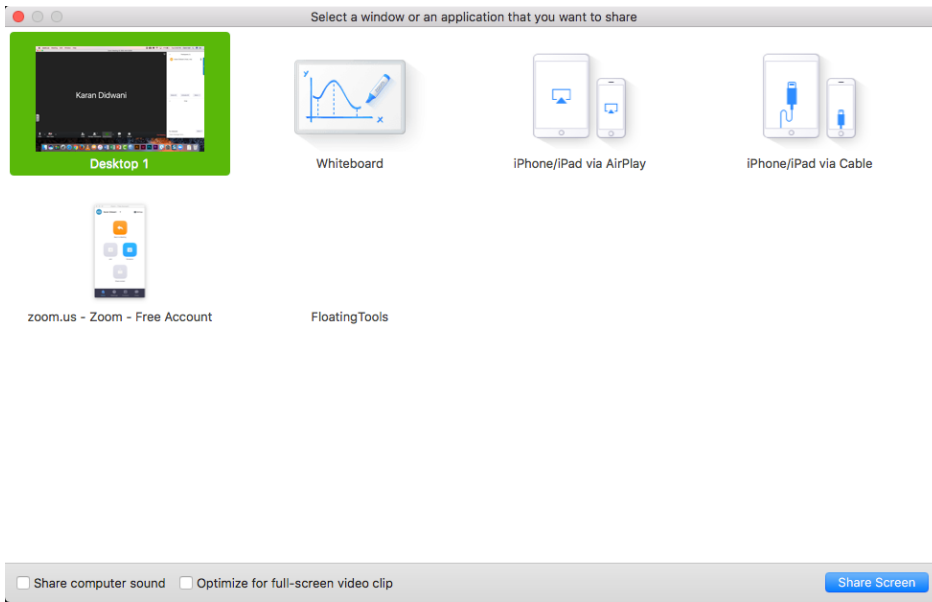 Select a window or an application that you want to share
Karan Didwani
Desktop 1
Y
x
Whiteboard
iPhone/iPad via AirPlay
iPhone/iPad via Cable
zoom.us - Zoom - Free Account
FloatingTools
Share computer sound
Optimize for full-screen video clip
Share Screen